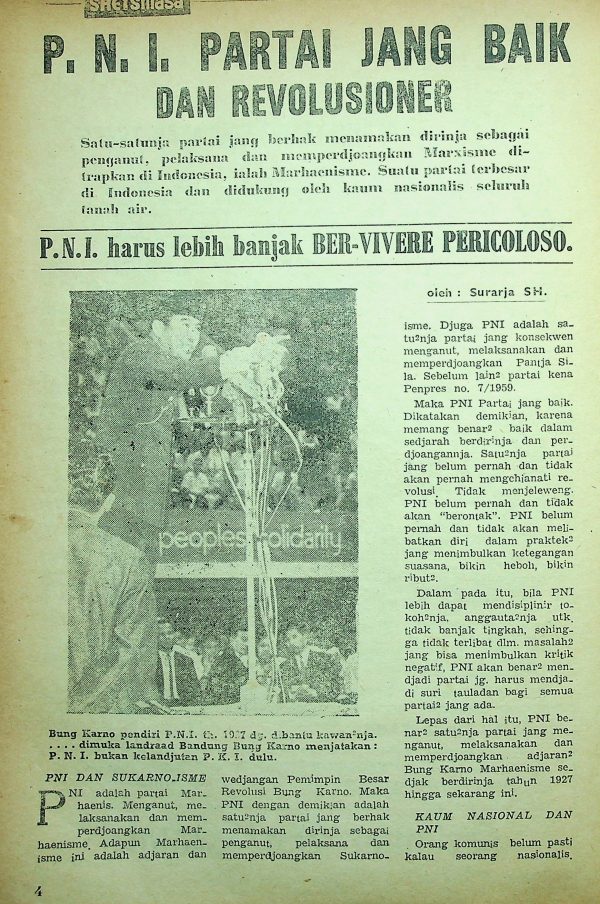 Shetsmasa
P. N. I. PARTAI JANG BAIK
DAN REVOLUSIONER
Satu-satunja partai jang berhak menamakan dirinja sebagai
penganut, pelaksana dan memperdjoangkan Marxisme di-
trapkan di Indonesia, ialah Marhaenisme. Suatu partai terbesar
di Indonesia dan didukung oleh kaum nasionalis seluruh
tanah air.
P.N.I. harus lebih banjak BER-VIVERE PERICOLOSO.
peoples solidarity
Bung Karno pendiri P.N.I. th. 1927 dg. dibantu kawan²nja.
. . . . dimuka landraad Bandung Bung Karno menjatakan :
P. N. I. bukan kelandjutan P. K. I. dulu.
PNI DAN SUKARNO-ISME
PNI adalah partai Mar-
haenis. Menganut, me-
laksanakan dan mem-
perdjoangkan Mar-
haenisme. Adapun Marhaen-
isme ini adalah adjaran dan
wedjangan Pemimpin Besar
Revolusi Bung Karno. Maka
PNI dengan demikian adalah
satu²nja partai jang berhak
menamakan dirinja sebagai
penganut, pelaksana dan
memperdjoangkan Sukarno-
oleh : Surarja SH.
isme. Djuga PNI adalah sa-
tu²nja partai jang konsekwen
menganut, melaksanakan dan
memperdjoangkan Pantja Si-
la. Sebelum lain² partai kena
Penpres no. 7/1959.
Maka PNI Partai jang baik.
Dikatakan demikian, karena
memang benar² baik dalam
sedjarah berdirinja dan per-
djoangannja. Satu²nja partai
jang belum pernah dan tidak
akan pernah mengchianati re-
volusi. Tidak menjeleweng.
PNI belum pernah dan tidak
akan "berontak". PNI belum
pernah dan tidak akan meli-
batkan diri dalam praktek²
jang menimbulkan ketegangan
suasana, bikin heboh, bikin
ribut².
Dalam pada itu, bila PNI
lebih dapat mendisiplinir to-
koh²nja, anggauta²nja utk.
tidak banjak tingkah, sehing-
ga tidak terlibat dlm. masalah²
jang bisa menimbulkan kritik
negatif, PNI akan benar² men-
djadi partai jg. harus mendja-
di suri tauladan bagi semua
partai² jang ada.
Lepas dari hal itu, PNI be-
nar² satu²nja partai jang me-
nganut, melaksanakan dan
memperdjoangkan adjaran²
Bung Karno Marhaenisme se-
djak berdirinja tahun 1927
hingga sekarang ini.
KAUM NASIONAL DAN
PNI
Orang komunis belum pasti
kalau seorang nasionalis.
4